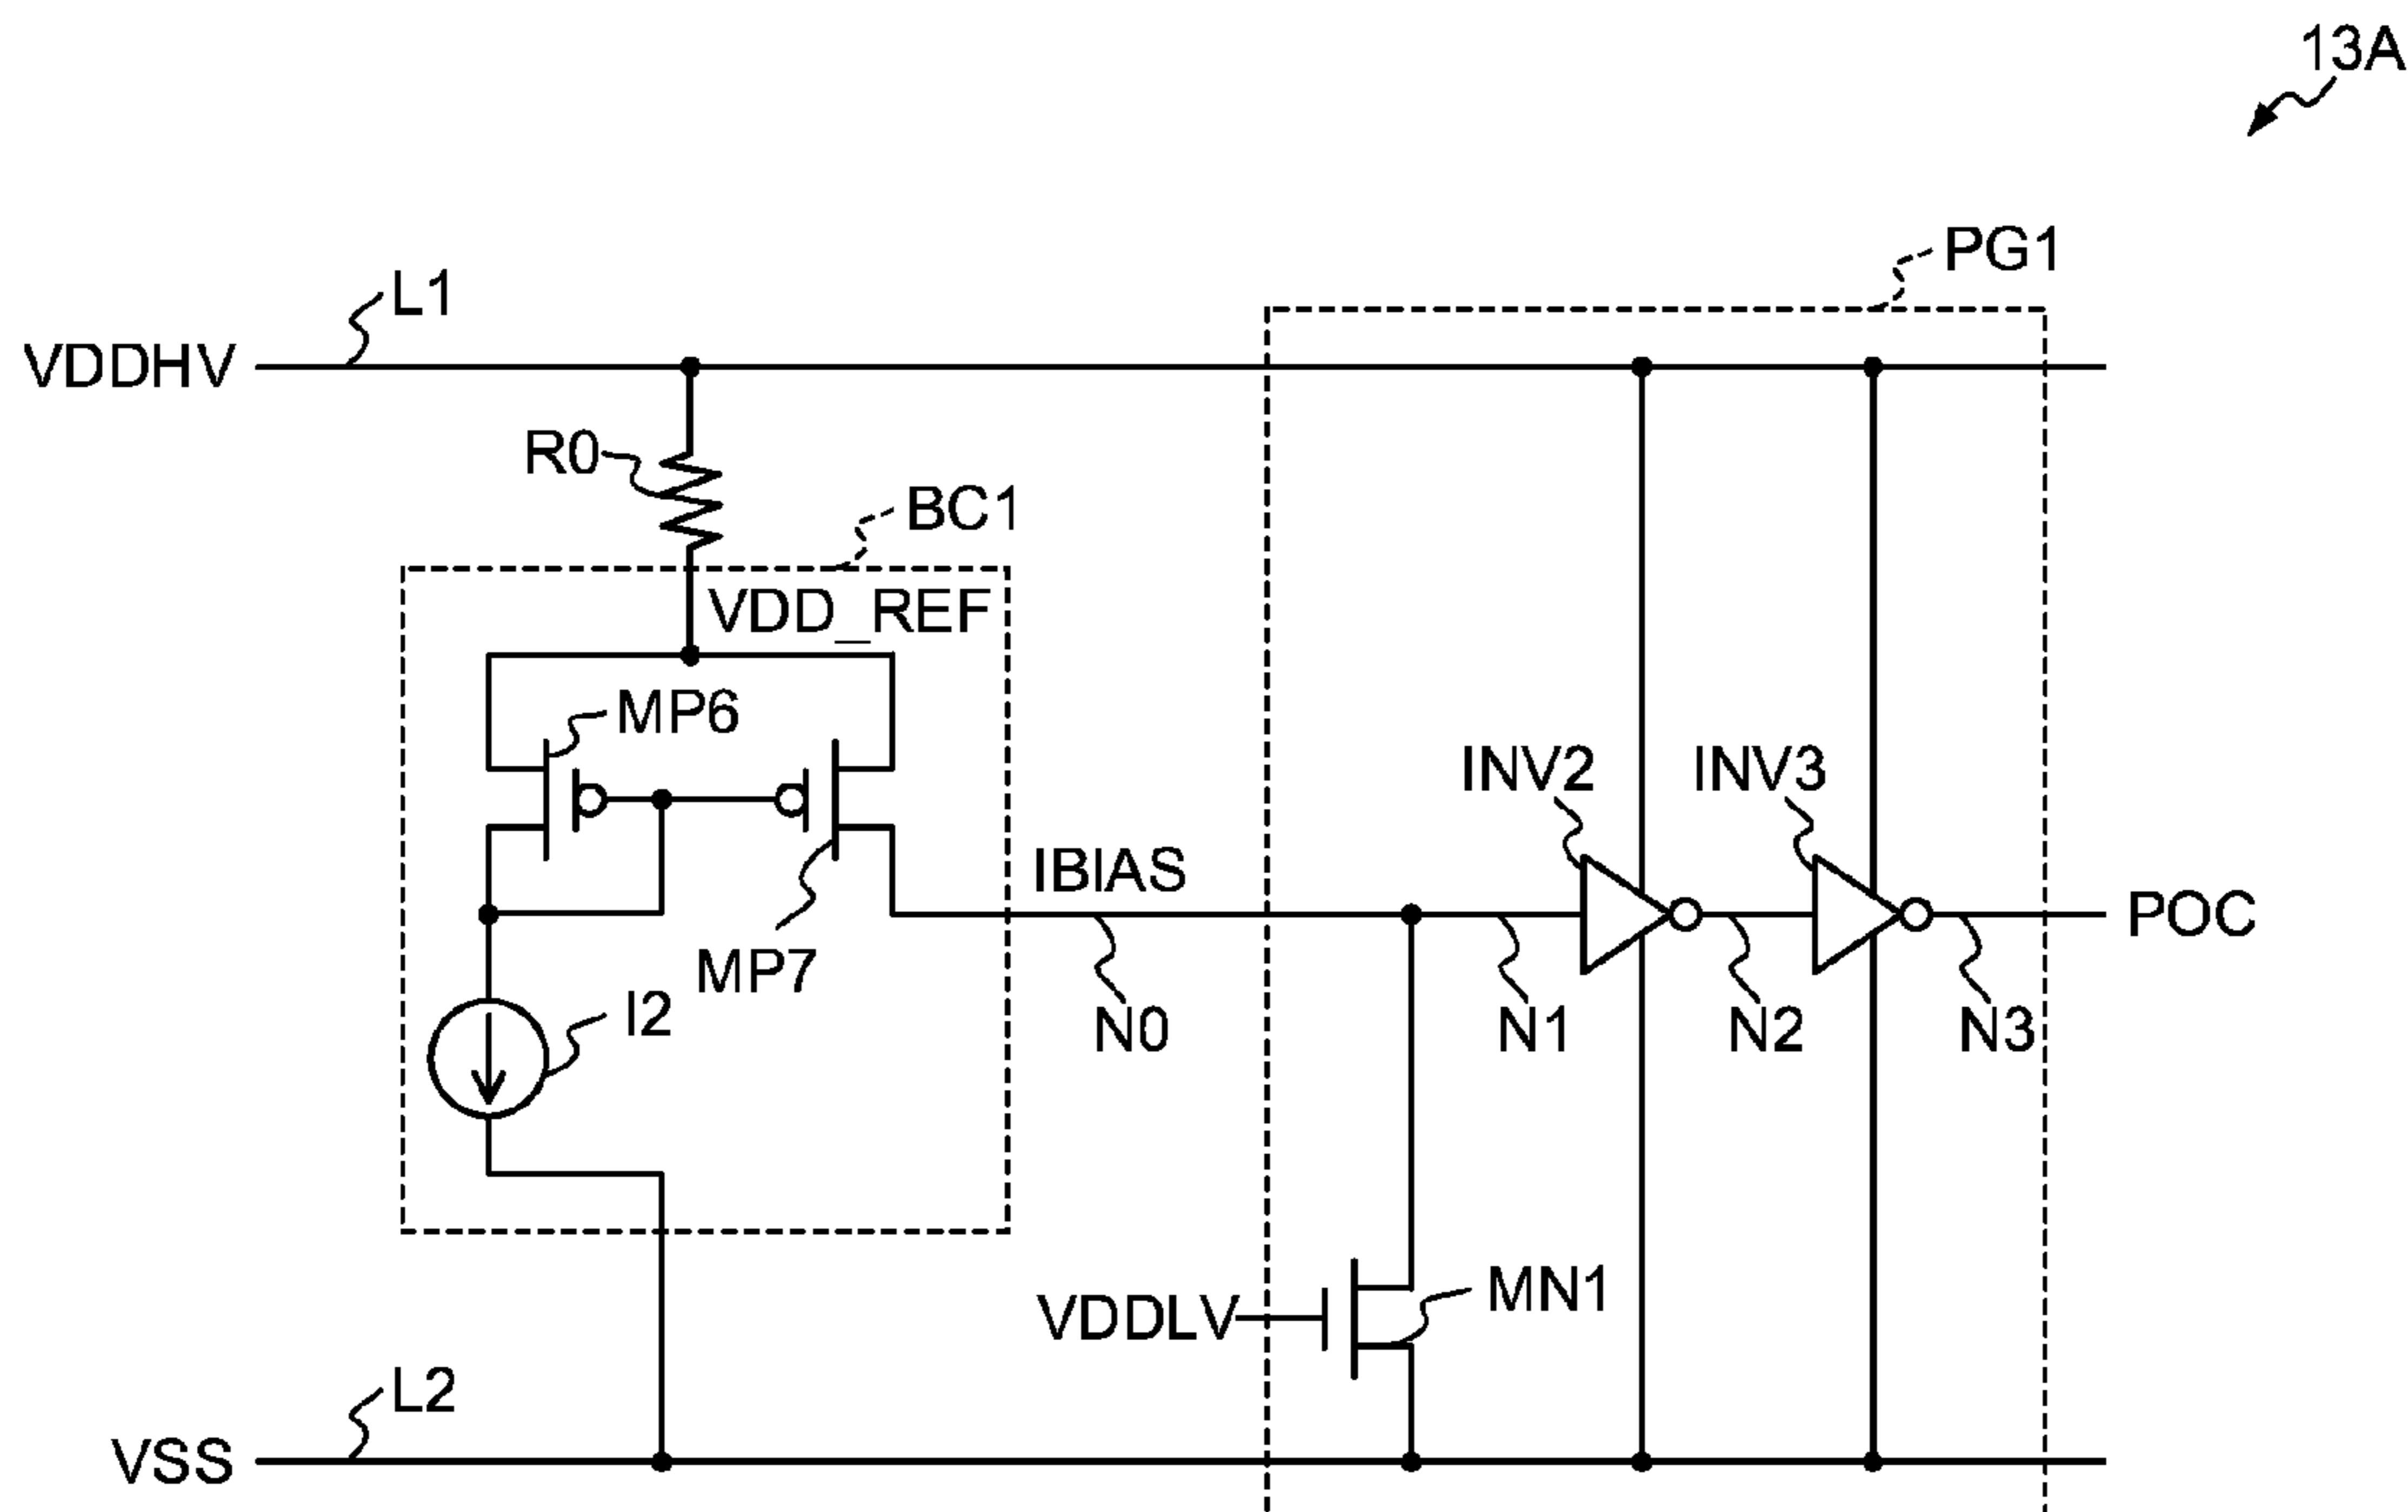 13A
PG1
L1
VDDHV
R0
BC1
VDD_REF
MP6
INV2
INV3
IBIAS
POC
MP7
I2
N0
N1
N2
N3
VDDLV
MN1
L2
VSS